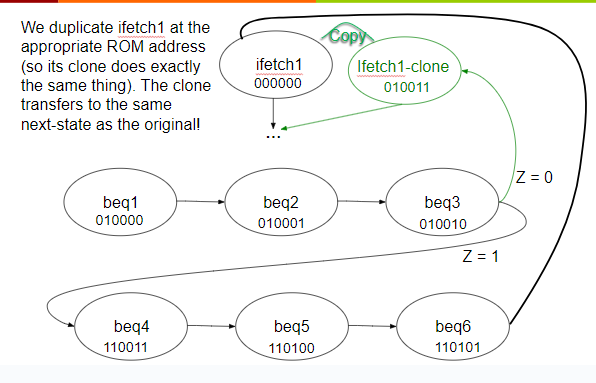 We duplicate ifetch1 at the
appropriate ROM address
(so its clone does exactly
the same thing). The clone
transfers to the same
next-state as the original!
Copy
ifetch1
000000
Ifetch1-clone
010011
...
Z = 0
beq1
010000
beq2
010001
beq3
010010
Z = 1
beq4
110011
beq5
110100
beq6
110101